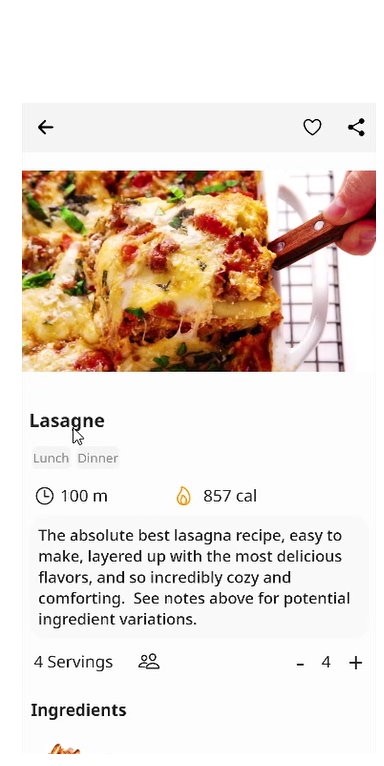 Lasagne
Lunch Dinner
100 m 857 cal
The absolute best lasagna recipe, easy to
make, layered up with the most delicious
flavors, and so incredibly cozy and
comforting.  See notes above for potential
ingredient variations.
4 Servings - 4 +
Ingredients